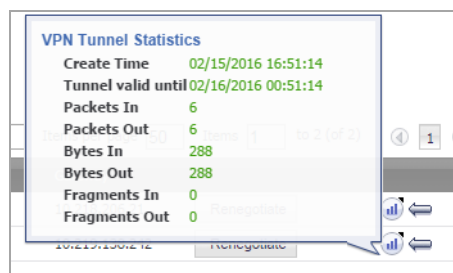 VPN Tunnel Statistics
Create Time 02/15/2016 16:51:14
Tunnel valid until 02/16/2016 00:51:14
Packets In 6
Packets Out 6
Bytes In 288
Bytes Out 288
Fragments In 0
Fragments Out 0
50 Items 1 to 2 (of 2) 1
Renegotiate
Renegotiate